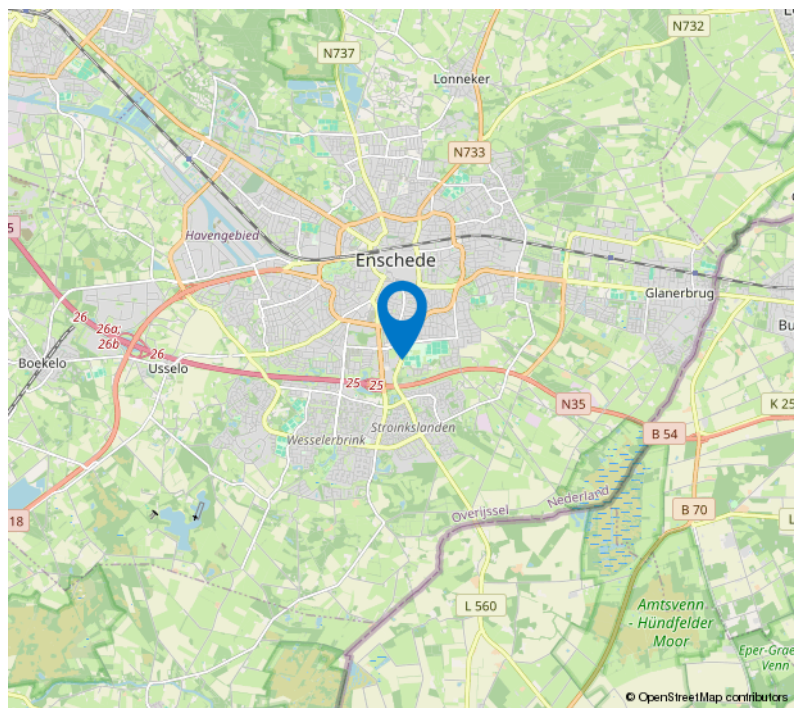 N732
N737
Lonneker
N733
Havengebied
5
Enschede
Glanerbrug
26
26a;
26b
26
Boekelo
Usselo
Bu
25
25
N35
K 25
Stroinkslanden
Wesselerbrink
B 54
Nederland
Overijssel
B 70
18
L
L 560
Amtsvenn
- Hündfelder
Moor
Eper-Grae
Venn
© OpenStreetMap contributors